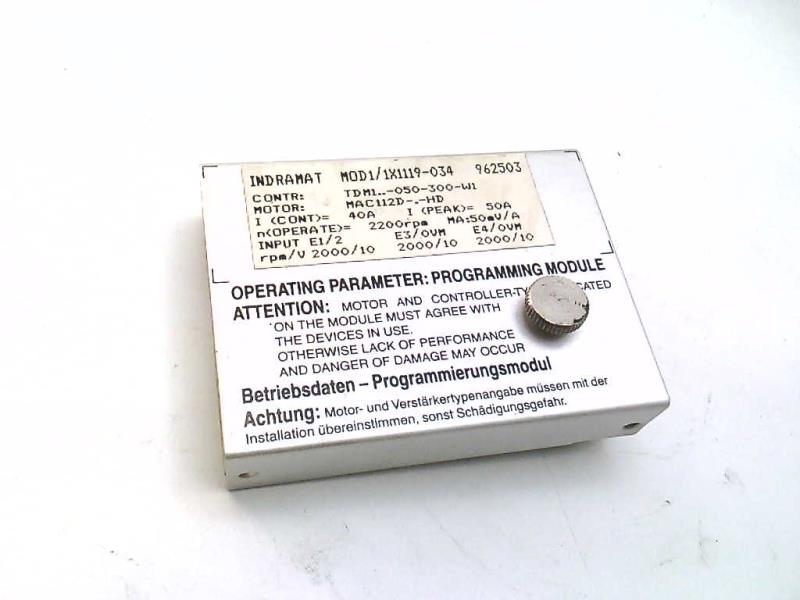 INDRAMAT MOD1/1X1119-034 962503
CONTR: TDM1..-050-300-W1
MOTOR: MAC112D-.-HD
I (CONT)= 40A I (PEAK)= 50A
n(OPERATE)= 2200rpm MA:50mV/A
INPUT E1/2 E3/OVM E4/OVM
rpm/V 2000/10 2000/10 2000/10
OPERATING PARAMETER: PROGRAMMING MODULE
ATTENTION: MOTOR AND CONTROLLER-
ON THE MODULE MUST AGREE WITH
THE DEVICES IN USE.
OTHERWISE LACK OF PERFORMANCE
AND DANGER OF DAMAGE MAY OCCUR
Betriebsdaten – Programmierungsmodul
Achtung: Motor- und Verstärkertypenangabe müssen mit der
Installation übereinstimmen, sonst Schädigungsgefahr.